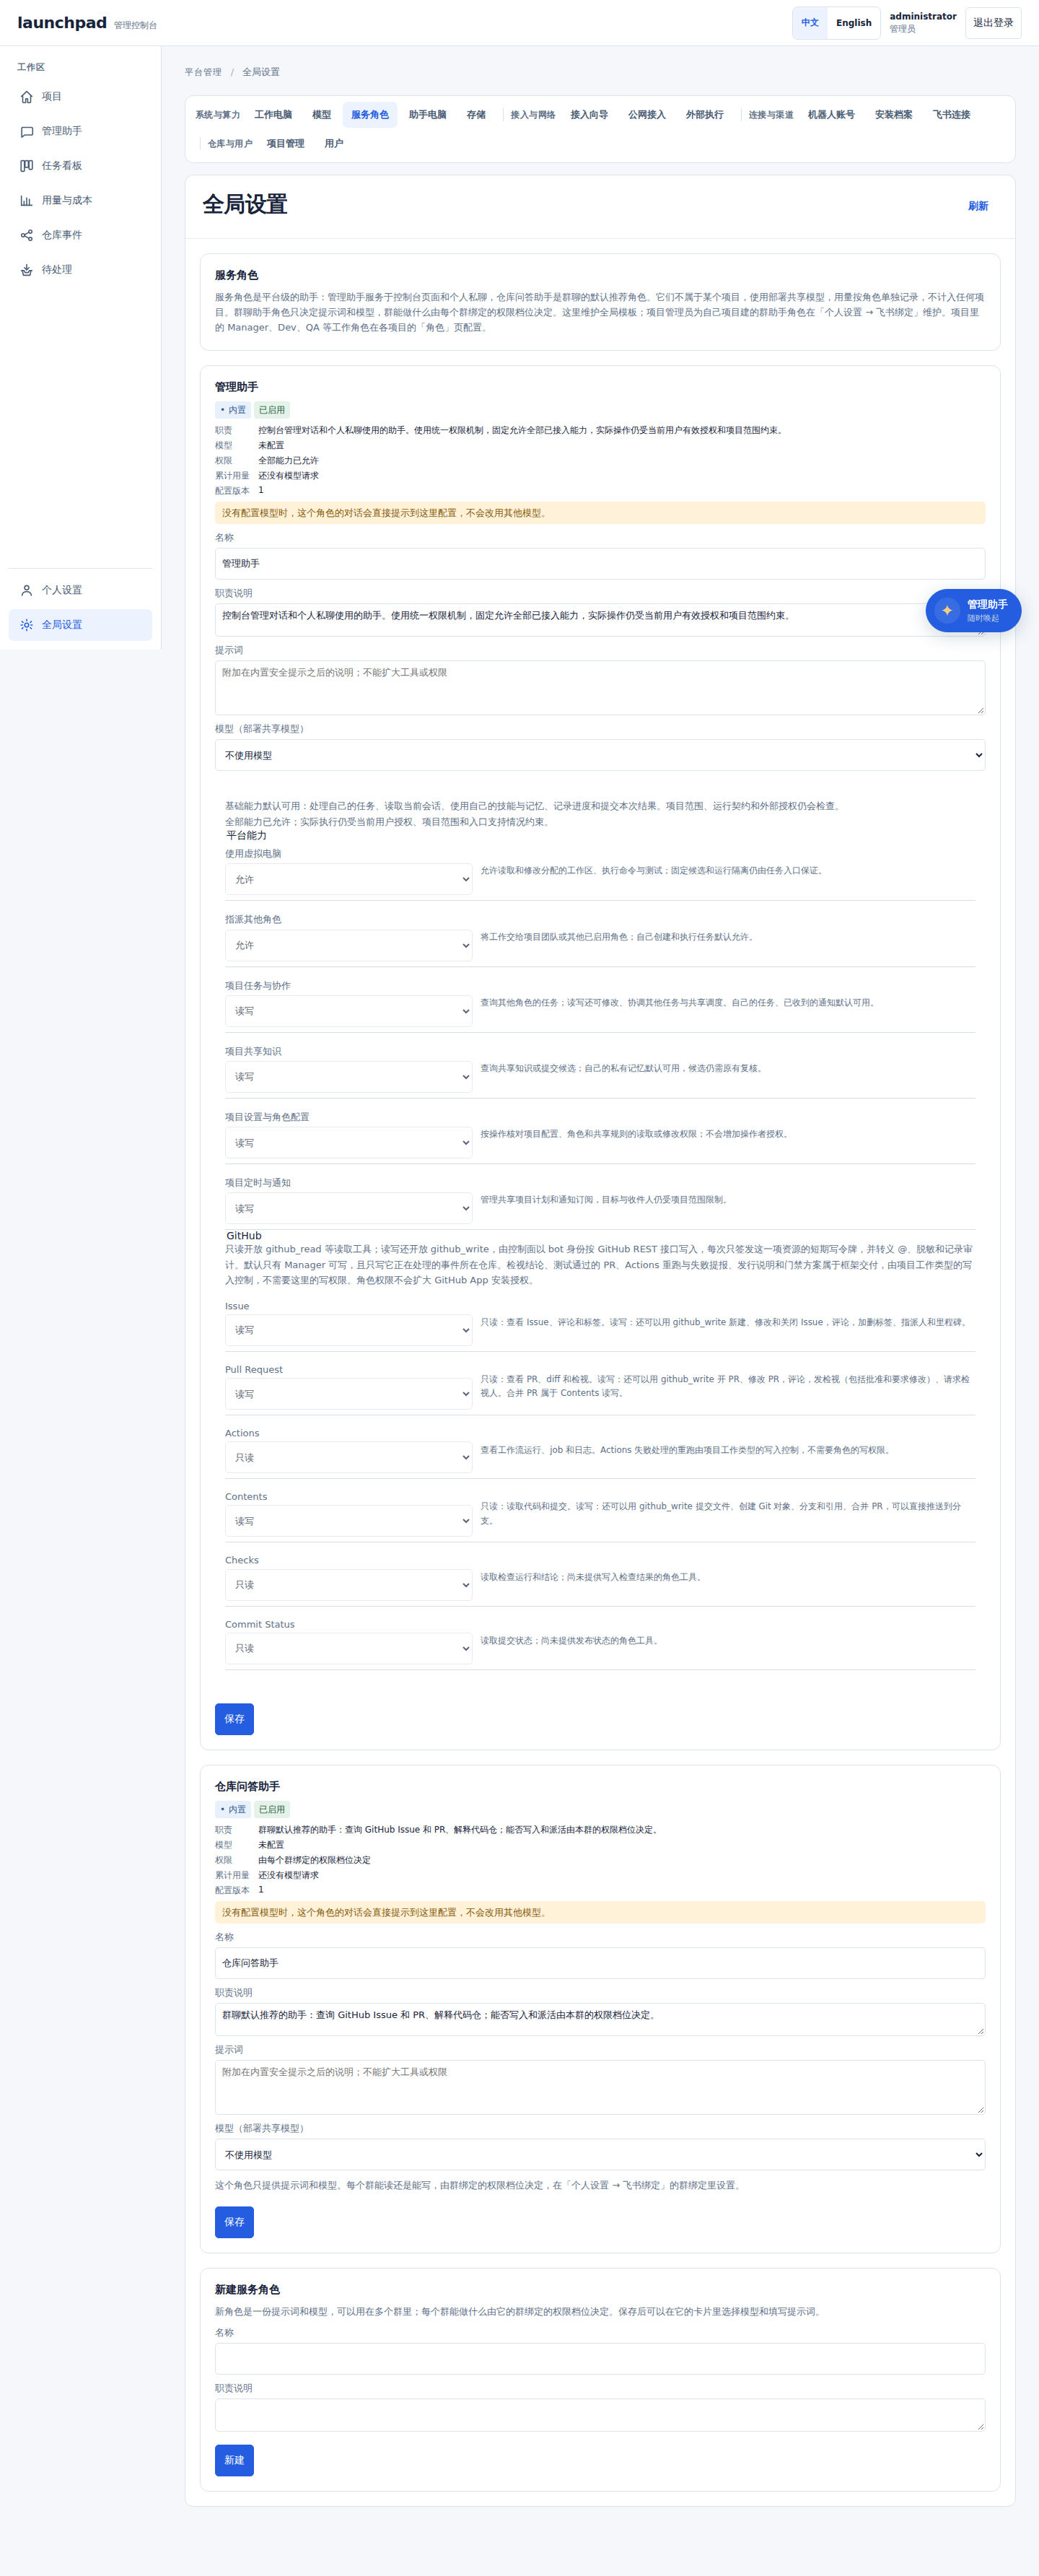 launchpad 管理控制台
中文 English administrator 管理员 退出登录
工作区
项目
管理助手
任务看板
用量与成本
仓库事件
待处理
个人设置
全局设置
平台管理 / 全局设置
系统与算力 工作电脑 模型 服务角色 助手电脑 存储 接入与网络 接入向导 公网接入 外部执行 连接与渠道 机器人账号 安装档案 飞书连接
仓库与用户 项目管理 用户
全局设置
刷新
服务角色
服务角色是平台级的助手：管理助手服务于控制台页面和个人私聊，仓库问答助手是群聊的默认推荐角色。它们不属于某个项目，使用部署共享模型，用量按角色单独记录，不计入任何项
目。群聊助手角色只决定提示词和模型，群能做什么由每个群绑定的权限档位决定。这里维护全局模板；项目管理员为自己项目建的群助手角色在「个人设置 → 飞书绑定」维护。项目里
的 Manager、Dev、QA 等工作角色在各项目的「角色」页配置。
管理助手
• 内置 已启用
职责 控制台管理对话和个人私聊使用的助手。使用统一权限机制，固定允许全部已接入能力，实际操作仍受当前用户有效授权和项目范围约束。
模型 未配置
权限 全部能力已允许
累计用量 还没有模型请求
配置版本 1
没有配置模型时，这个角色的对话会直接提示到这里配置，不会改用其他模型。
名称
管理助手
职责说明
控制台管理对话和个人私聊使用的助手。使用统一权限机制，固定允许全部已接入能力，实际操作仍受当前用户有效授权和项目范围约束。
管理助手
随时唤起
提示词
附加在内置安全提示之后的说明；不能扩大工具或权限
模型（部署共享模型）
不使用模型
基础能力默认可用：处理自己的任务、读取当前会话、使用自己的技能与记忆、记录进度和提交本次结果。项目范围、运行契约和外部授权仍会检查。
全部能力已允许；实际执行仍受当前用户授权、项目范围和入口支持情况约束。
平台能力
使用虚拟电脑
允许 允许读取和修改分配的工作区、执行命令与测试；固定候选和运行隔离仍由任务入口保证。
指派其他角色
允许 将工作交给项目团队或其他已启用角色；自己创建和执行任务默认允许。
项目任务与协作
读写 查询其他角色的任务；读写还可修改、协调其他任务与共享调度。自己的任务、已收到的通知默认可用。
项目共享知识
读写 查询共享知识或提交候选；自己的私有记忆默认可用，候选仍需原有复核。
项目设置与角色配置
读写 按操作核对项目配置、角色和共享规则的读取或修改权限；不会增加操作者授权。
项目定时与通知
读写 管理共享项目计划和通知订阅，目标与收件人仍受项目范围限制。
GitHub
只读开放 github_read 等读取工具；读写还开放 github_write，由控制面以 bot 身份按 GitHub REST 接口写入，每次只签发这一项资源的短期写令牌，并转义 @、脱敏和记录审
计。默认只有 Manager 可写，且只写它正在处理的事件所在仓库。检视结论、测试通过的 PR、Actions 重跑与失败提报、发行说明和门禁方案属于框架交付，由项目工作类型的写
入控制，不需要这里的写权限。角色权限不会扩大 GitHub App 安装授权。
Issue
读写 只读：查看 Issue、评论和标签。读写：还可以用 github_write 新建、修改和关闭 Issue，评论，加删标签、指派人和里程碑。
Pull Request
读写 只读：查看 PR、diff 和检视。读写：还可以用 github_write 开 PR、修改 PR，评论，发检视（包括批准和要求修改）、请求检
视人。合并 PR 属于 Contents 读写。
Actions
只读 查看工作流运行、job 和日志。Actions 失败处理的重跑由项目工作类型的写入控制，不需要角色的写权限。
Contents
读写 只读：读取代码和提交。读写：还可以用 github_write 提交文件、创建 Git 对象、分支和引用、合并 PR，可以直接推送到分
支。
Checks
只读 读取检查运行和结论；尚未提供写入检查结果的角色工具。
Commit Status
只读 读取提交状态；尚未提供发布状态的角色工具。
保存
仓库问答助手
• 内置 已启用
职责 群聊默认推荐的助手：查询 GitHub Issue 和 PR、解释代码仓；能否写入和派活由本群的权限档位决定。
模型 未配置
权限 由每个群绑定的权限档位决定
累计用量 还没有模型请求
配置版本 1
没有配置模型时，这个角色的对话会直接提示到这里配置，不会改用其他模型。
名称
仓库问答助手
职责说明
群聊默认推荐的助手：查询 GitHub Issue 和 PR、解释代码仓；能否写入和派活由本群的权限档位决定。
提示词
附加在内置安全提示之后的说明；不能扩大工具或权限
模型（部署共享模型）
不使用模型
这个角色只提供提示词和模型。每个群能读还是能写，由群绑定的权限档位决定，在「个人设置 → 飞书绑定」的群绑定里设置。
保存
新建服务角色
新角色是一份提示词和模型，可以用在多个群里；每个群能做什么由它的群绑定的权限档位决定。保存后可以在它的卡片里选择模型和填写提示词。
名称
职责说明
新建